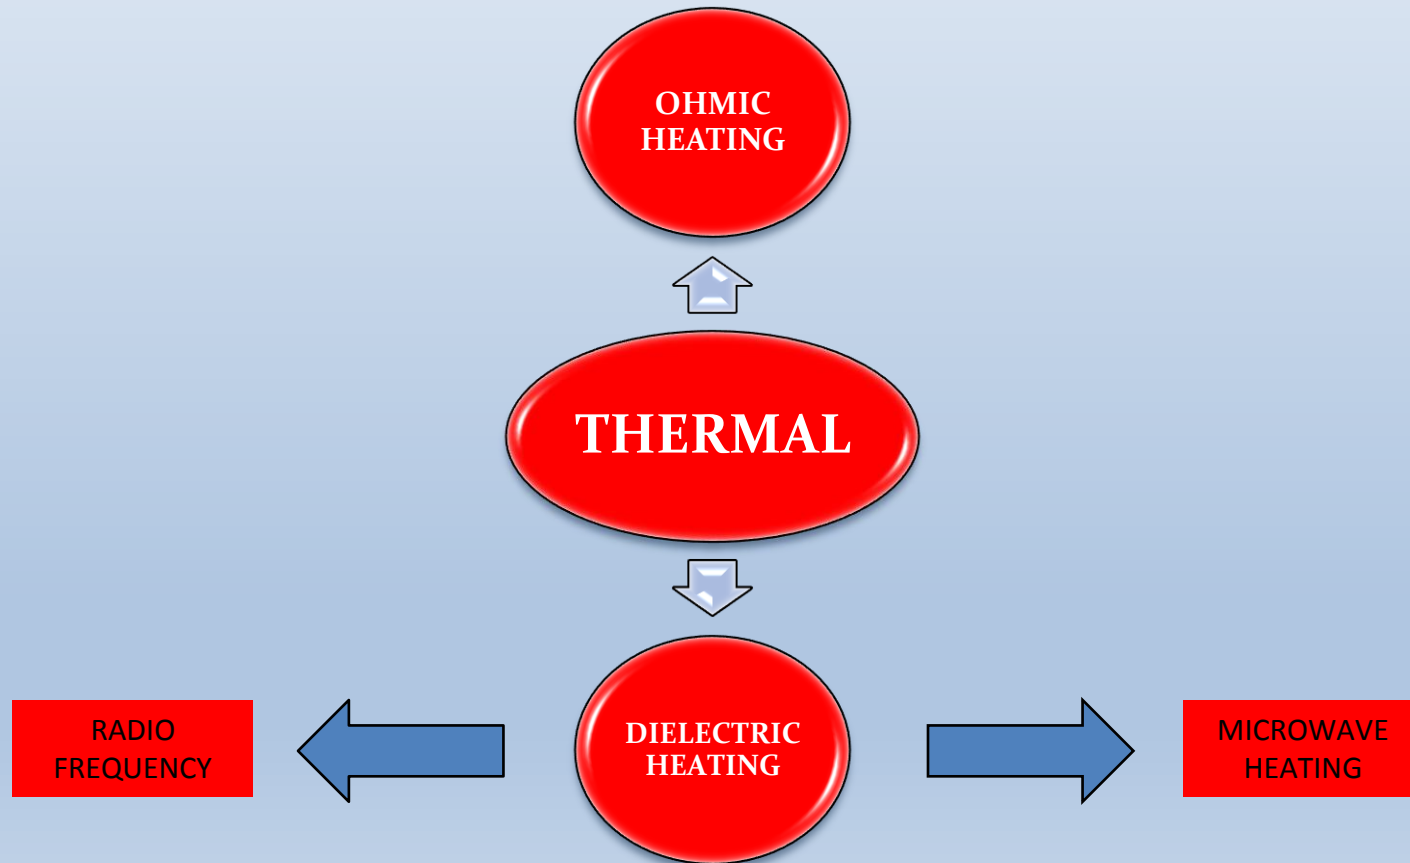 OHMIC
HEATING
THERMAL
DIELECTRIC
HEATING
RADIO
FREQUENCY
MICROWAVE
HEATING